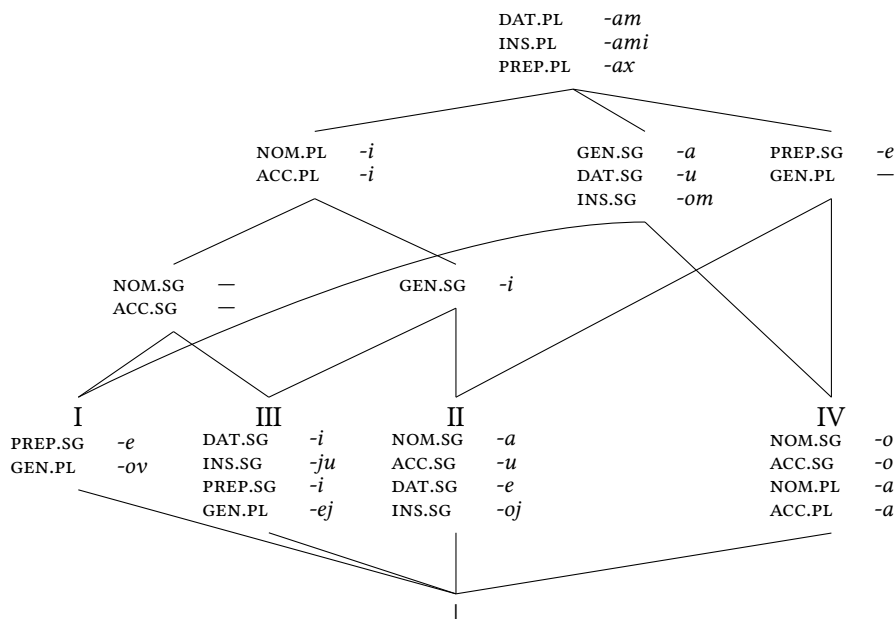 DAT.PL -am
INS.PL -ami
PREP.PL -ax
NOM.PL -i
ACC.PL -i
GEN.SG -a
DAT.SG -u
INS.SG -om
PREP.SG -e
GEN.PL —
NOM.SG —
ACC.SG —
GEN.SG -i
I
PREP.SG -e
GEN.PL -ov
III
DAT.SG -i
INS.SG -ju
PREP.SG -i
GEN.PL -ej
II
NOM.SG -a
ACC.SG -u
DAT.SG -e
INS.SG -oj
IV
NOM.SG -o
ACC.SG -o
NOM.PL -a
ACC.PL -a